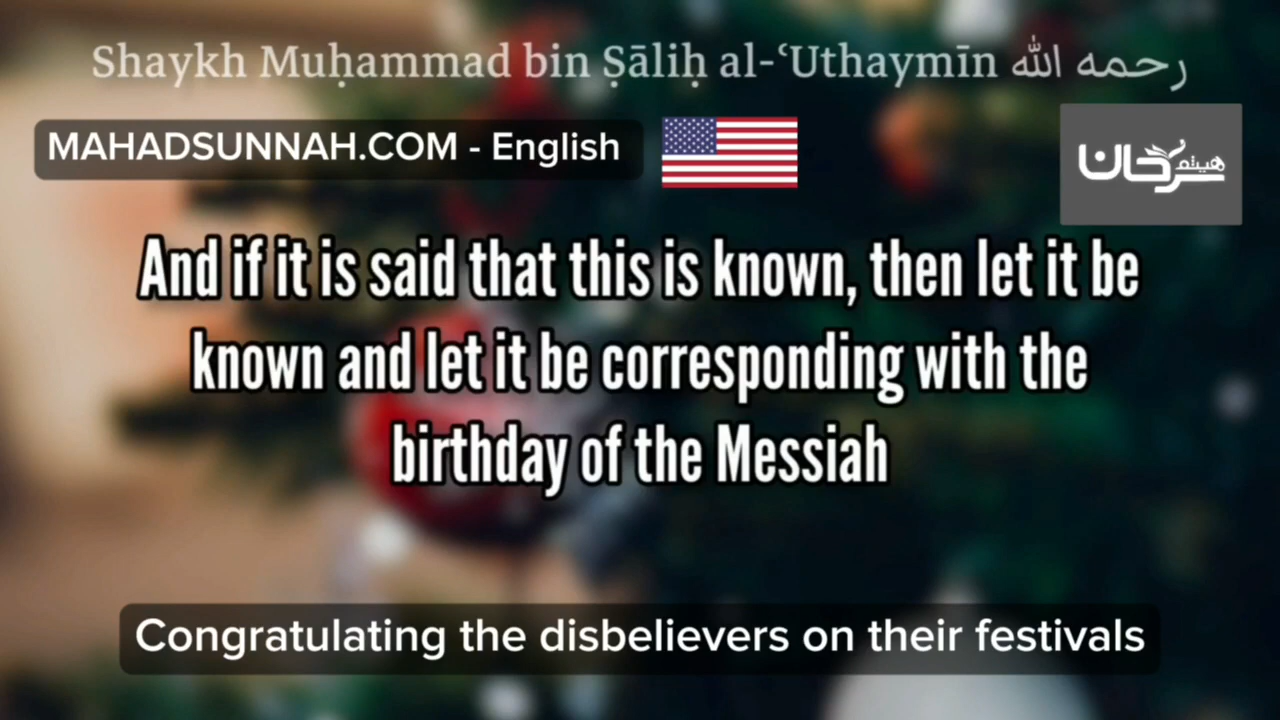 Shaykh Muḥammad bin Ṣāliḥ al-ʿUthaymīn رحمه الله
MAHADSUNNAH.COM - English
هيثم
سرحان
And if it is said that this is known, then let it be
known and let it be corresponding with the
birthday of the Messiah
Congratulating the disbelievers on their festivals